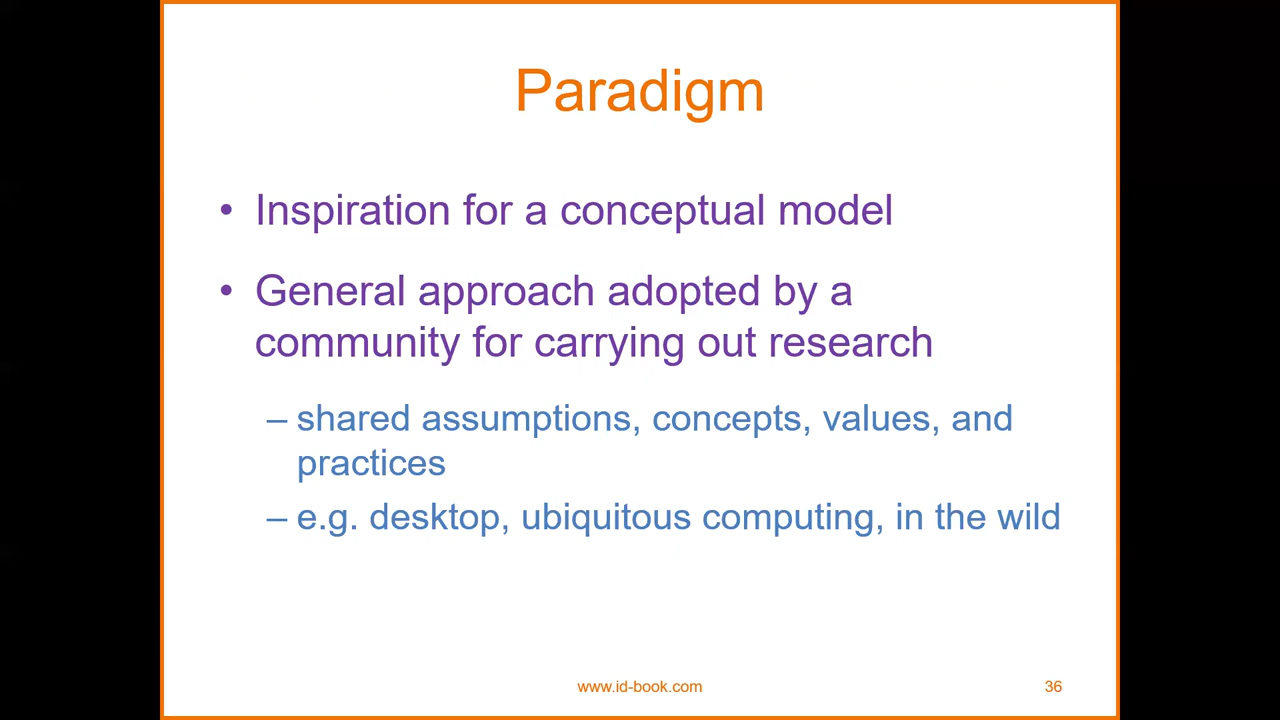 Paradigm
• Inspiration for a conceptual model
• General approach adopted by a
community for carrying out research
– shared assumptions, concepts, values, and
practices
– e.g. desktop, ubiquitous computing, in the wild
www.id-book.com
36